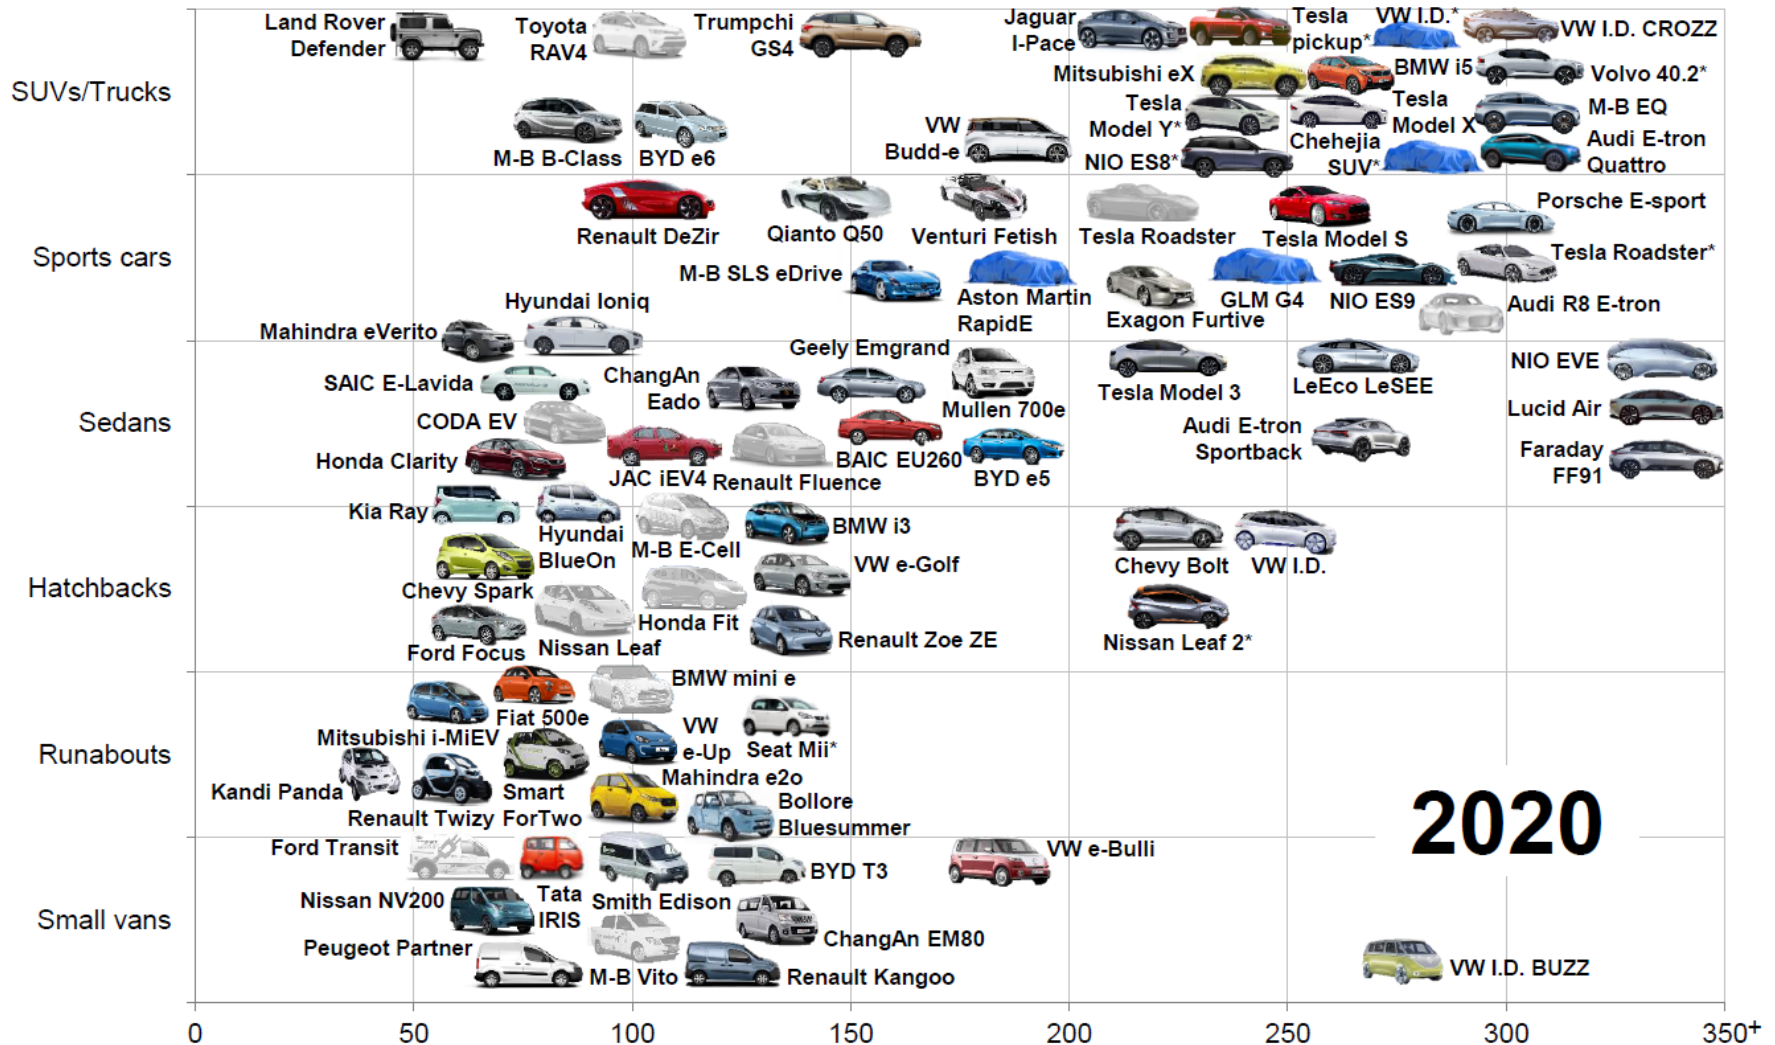 SUVs/Trucks
Land Rover
Defender
Toyota
RAV4
Trumpchi
GS4
Jaguar
I-Pace
Tesla
pickup*
VW I.D.*
VW I.D. CROZZ
Mitsubishi eX
BMW i5
Volvo 40.2*
Tesla
Model Y*
Tesla
Model X
M-B EQ
M-B B-Class
BYD e6
VW
Budd-e
NIO ES8*
Chehejia
SUV*
Audi E-tron
Quattro
Sports cars
Renault DeZir
Qianto Q50
Venturi Fetish
Tesla Roadster
Tesla Model S
Porsche E-sport
M-B SLS eDrive
Aston Martin
RapidE
Exagon Furtive
GLM G4
NIO ES9
Tesla Roadster*
Audi R8 E-tron
Sedans
Mahindra eVerito
Hyundai Ioniq
SAIC E-Lavida
ChangAn
Eado
Geely Emgrand
Mullen 700e
Tesla Model 3
LeEco LeSEE
NIO EVE
CODA EV
Lucid Air
Honda Clarity
JAC iEV4
Renault Fluence
BAIC EU260
BYD e5
Audi E-tron
Sportback
Faraday
FF91
Hatchbacks
Kia Ray
Hyundai
BlueOn
M-B E-Cell
BMW i3
Chevy Bolt
VW I.D.
Chevy Spark
VW e-Golf
Ford Focus
Nissan Leaf
Honda Fit
Renault Zoe ZE
Nissan Leaf 2*
Runabouts
Mitsubishi i-MiEV
Fiat 500e
BMW mini e
VW
e-Up
Seat Mii*
Kandi Panda
Renault Twizy
Smart
ForTwo
Mahindra e2o
Bollore
Bluesummer
2020
Small vans
Ford Transit
Tata
IRIS
Smith Edison
BYD T3
VW e-Bulli
Nissan NV200
ChangAn EM80
Peugeot Partner
M-B Vito
Renault Kangoo
VW I.D. BUZZ
0 50 100 150 200 250 300 350+